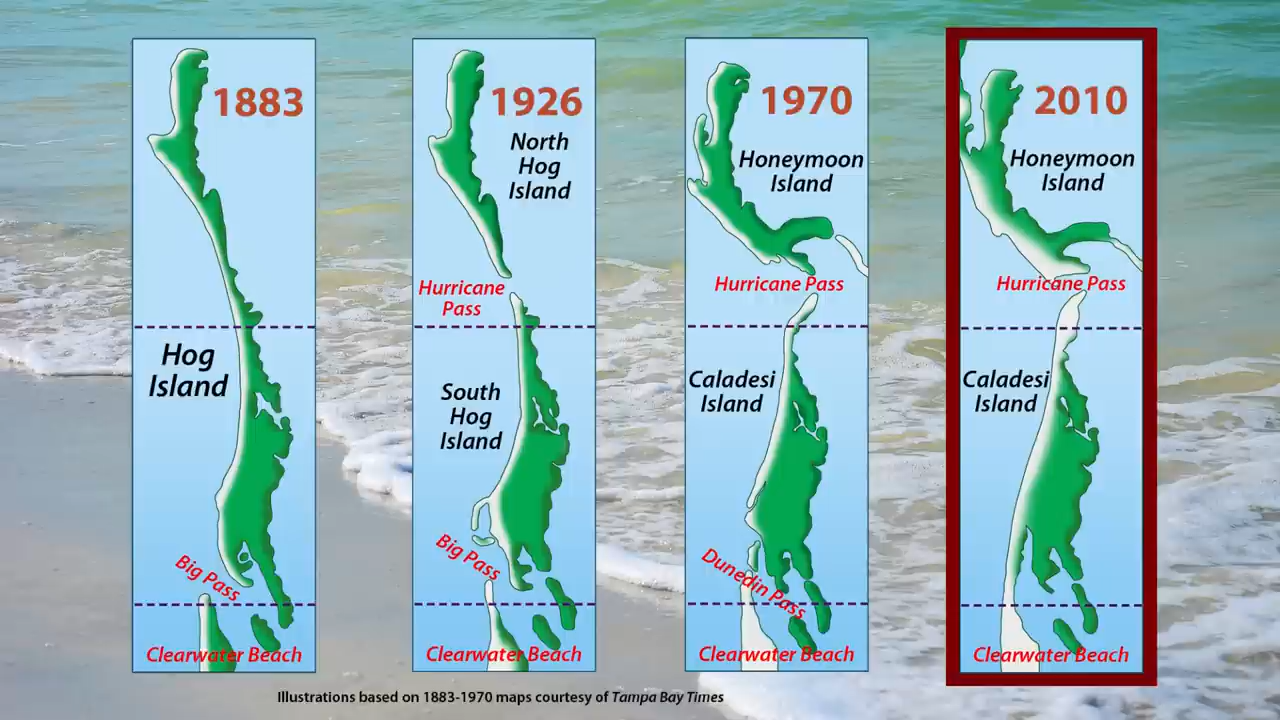 1883
Hog
Island
Big Pass
Clearwater Beach
1926
North
Hog
Island
Hurricane
Pass
South
Hog
Island
Big Pass
Clearwater Beach
1970
Honeymoon
Island
Hurricane Pass
Caladesi
Island
Dunedin Pass
Clearwater Beach
2010
Honeymoon
Island
Hurricane Pass
Caladesi
Island
Clearwater Beach
Illustrations based on 1883-1970 maps courtesy of Tampa Bay Times